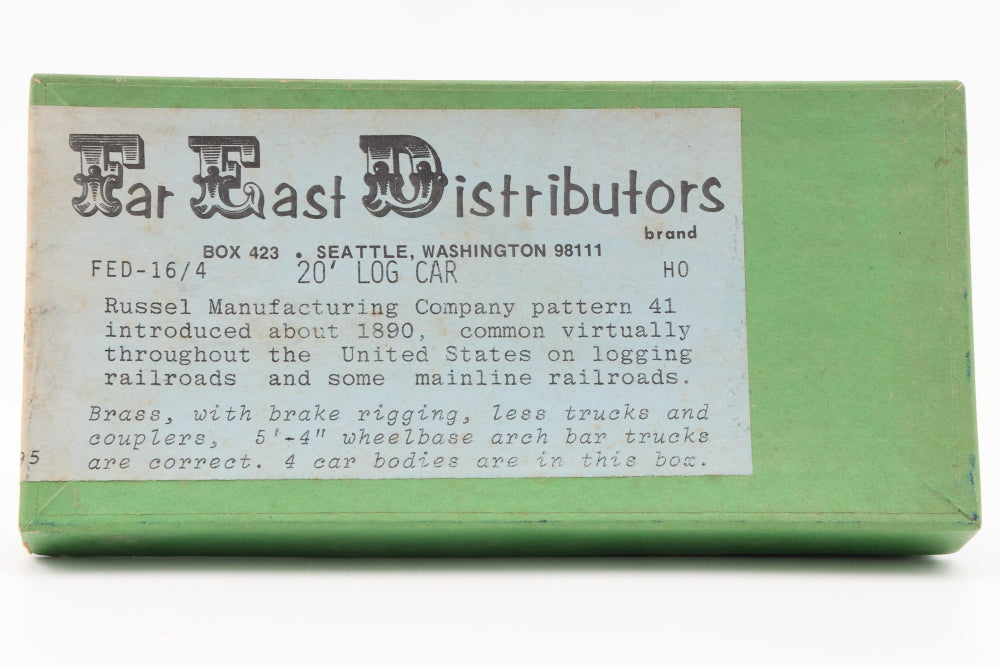 Far East Distributors
brand
BOX 423 • SEATTLE, WASHINGTON 98111
FED-16/4 20' LOG CAR HO
Russel Manufacturing Company pattern 41
introduced about 1890, common virtually
throughout the United States on logging
railroads and some mainline railroads.
Brass, with brake rigging, less trucks and
couplers, 5'-4" wheelbase arch bar trucks
are correct. 4 car bodies are in this box.